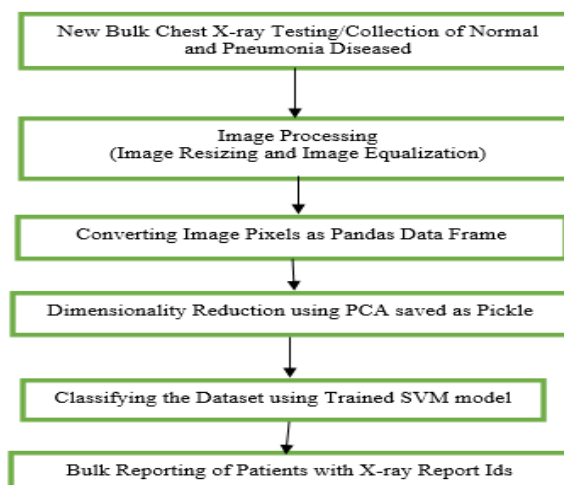 New Bulk Chest X-ray Testing/Collection of Normal
and Pneumonia Diseased
Image Processing
(Image Resizing and Image Equalization)
Converting Image Pixels as Pandas Data Frame
Dimensionality Reduction using PCA saved as Pickle
Classifying the Dataset using Trained SVM model
Bulk Reporting of Patients with X-ray Report Ids